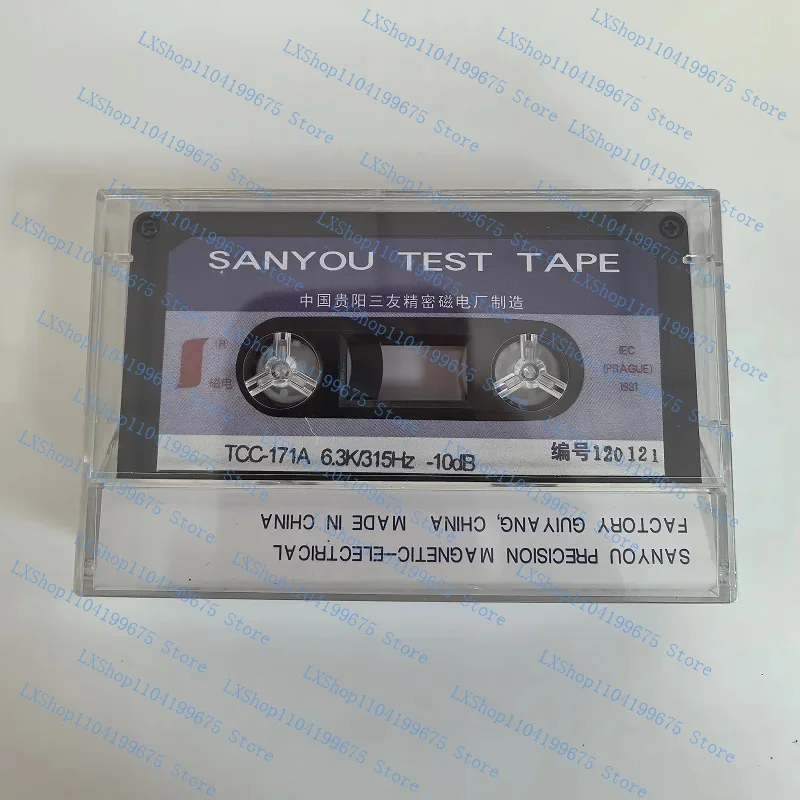 SANYOU TEST TAPE
中国贵阳三友精密磁电厂制造
磁电
IEC
(PRAGUE)
1981
TCC-171A 6.3K/315Hz -10dB
编号120121
SANYOU PRECISION MAGNETIC-ELECTRICAL
FACTORY GUIYANG, CHINA MADE IN CHINA
LXShop1104199675 Store